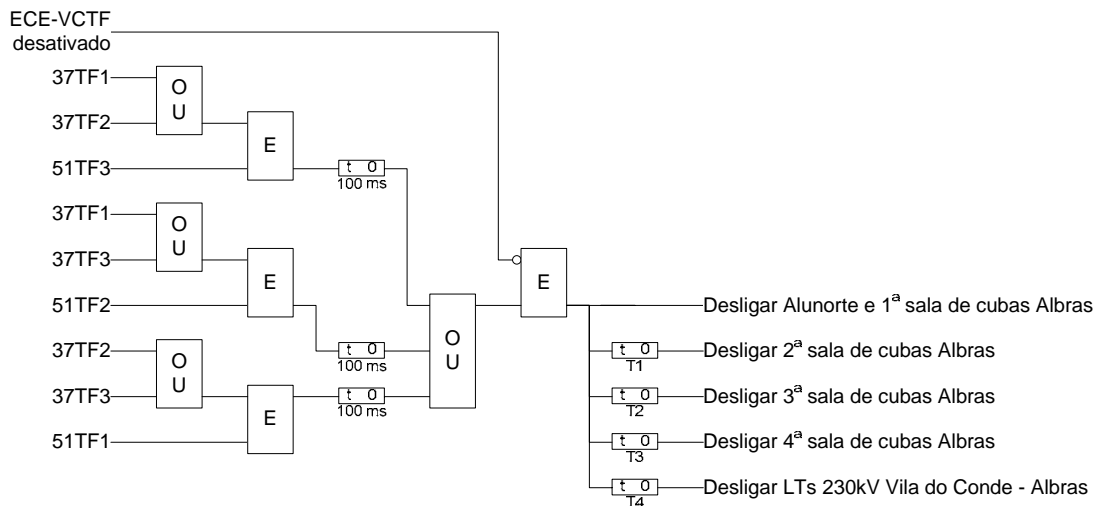 ECE-VCTF
desativado
37TF1
O
U
37TF2
E
51TF3
t 0
100 ms
37TF1
O
U
37TF3
E
E
51TF2
Desligar Alunorte e 1ª sala de cubas Albras
O
U
37TF2
O
U
t 0
100 ms
t 0
T1
Desligar 2ª sala de cubas Albras
37TF3
E
t 0
100 ms
t 0
T2
Desligar 3ª sala de cubas Albras
51TF1
t 0
T3
Desligar 4ª sala de cubas Albras
t 0
T4
Desligar LTs 230kV Vila do Conde - Albras